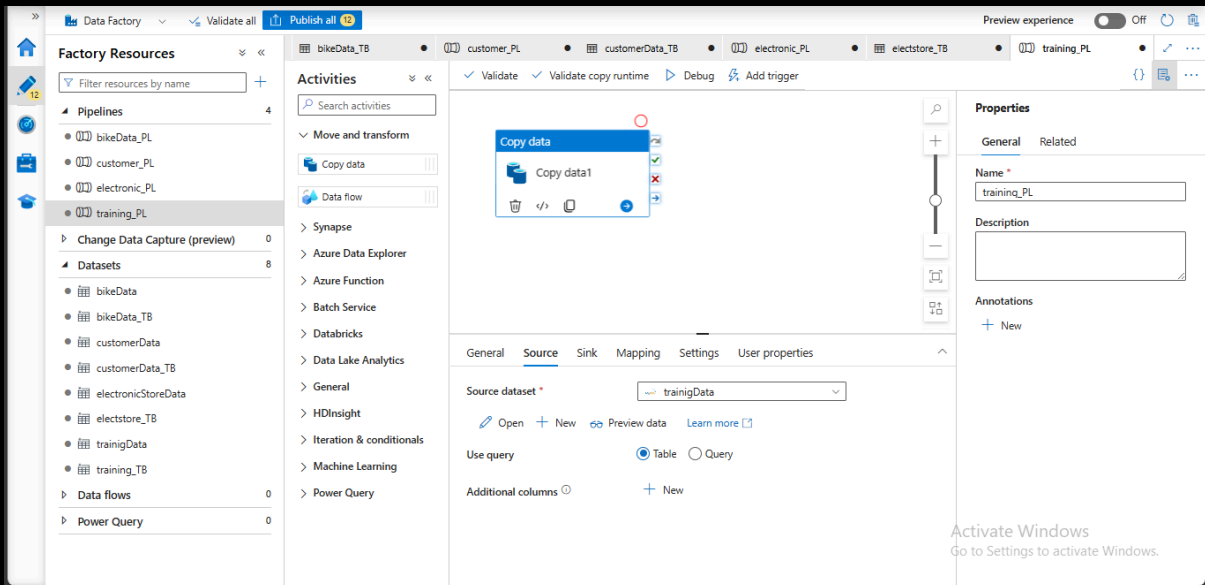 Data Factory
Validate all
Publish all 12
Preview experience
Off
12
Factory Resources
Filter resources by name
Pipelines 4
bikeData_PL
customer_PL
electronic_PL
training_PL
Change Data Capture (preview) 0
Datasets 8
bikeData
bikeData_TB
customerData
customerData_TB
electronicStoreData
electstore_TB
trainigData
training_TB
Data flows 0
Power Query 0
bikeData_TB
customer_PL
customerData_TB
electronic_PL
electstore_TB
training_PL
Activities
Search activities
Move and transform
Copy data
Data flow
Synapse
Azure Data Explorer
Azure Function
Batch Service
Databricks
Data Lake Analytics
General
HDInsight
Iteration & conditionals
Machine Learning
Power Query
Validate
Validate copy runtime
Debug
Add trigger
Copy data
Copy data1
General
Source
Sink
Mapping
Settings
User properties
Source dataset *
trainigData
Open
New
Preview data
Learn more
Use query
Table
Query
Additional columns
New
Properties
General
Related
Name *
training_PL
Description
Annotations
New
Activate Windows
Go to Settings to activate Windows.